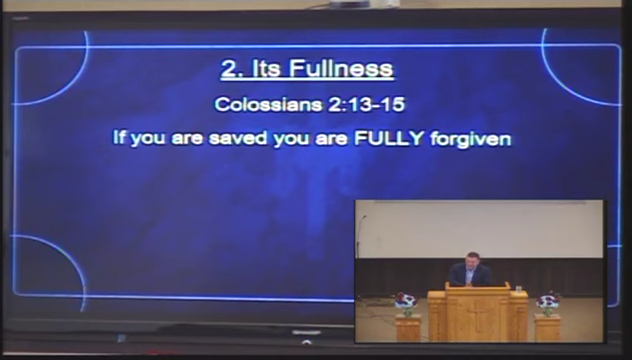 2. Its Fullness
Colossians 2:13-15
If you are saved you are FULLY forgiven